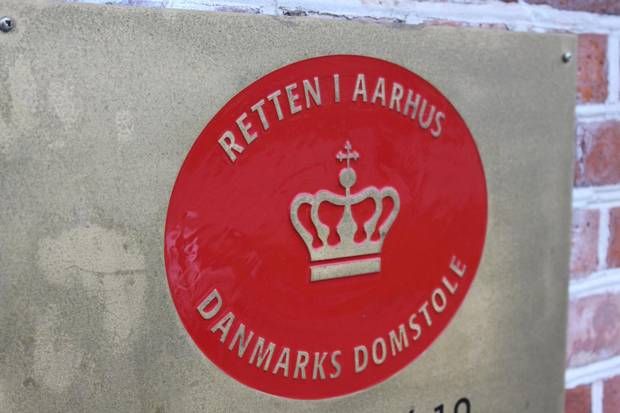 RETTEN I AARHUS
DANMARKS DOMSTOLE